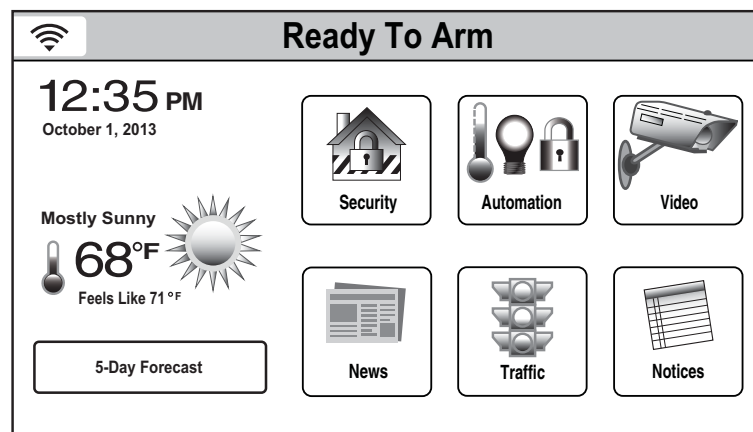 Ready To Arm
12:35 PM
October 1, 2013
Mostly Sunny
68°F
Feels Like 71°F
5-Day Forecast
Security
Automation
Video
News
Traffic
Notices